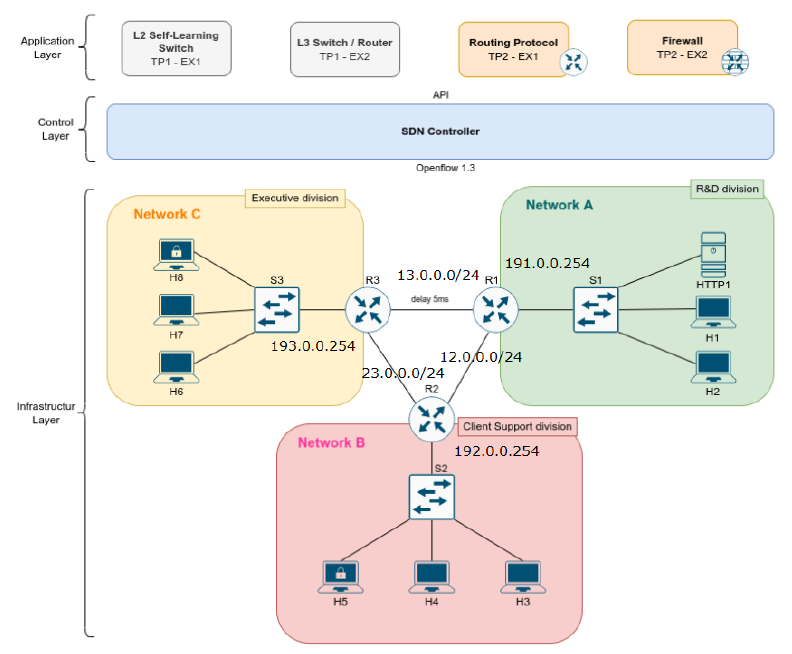 Application
Layer
L2 Self-Learning
Switch
TP1 - EX1
L3 Switch / Router
TP1 - EX2
Routing Protocol
TP2 - EX1
Firewall
TP2 - EX2
API
Control
Layer
SDN Controller
Openflow 1.3
Infrastructur
Layer
Executive division
Network C
R&D division
Network A
H8
H7
H6
S3
193.0.0.254
R3
13.0.0.0/24
delay 5ms
R1
191.0.0.254
S1
HTTP1
H1
H2
23.0.0.0/24
12.0.0.0/24
R2
Client Support division
Network B
192.0.0.254
S2
H5
H4
H3